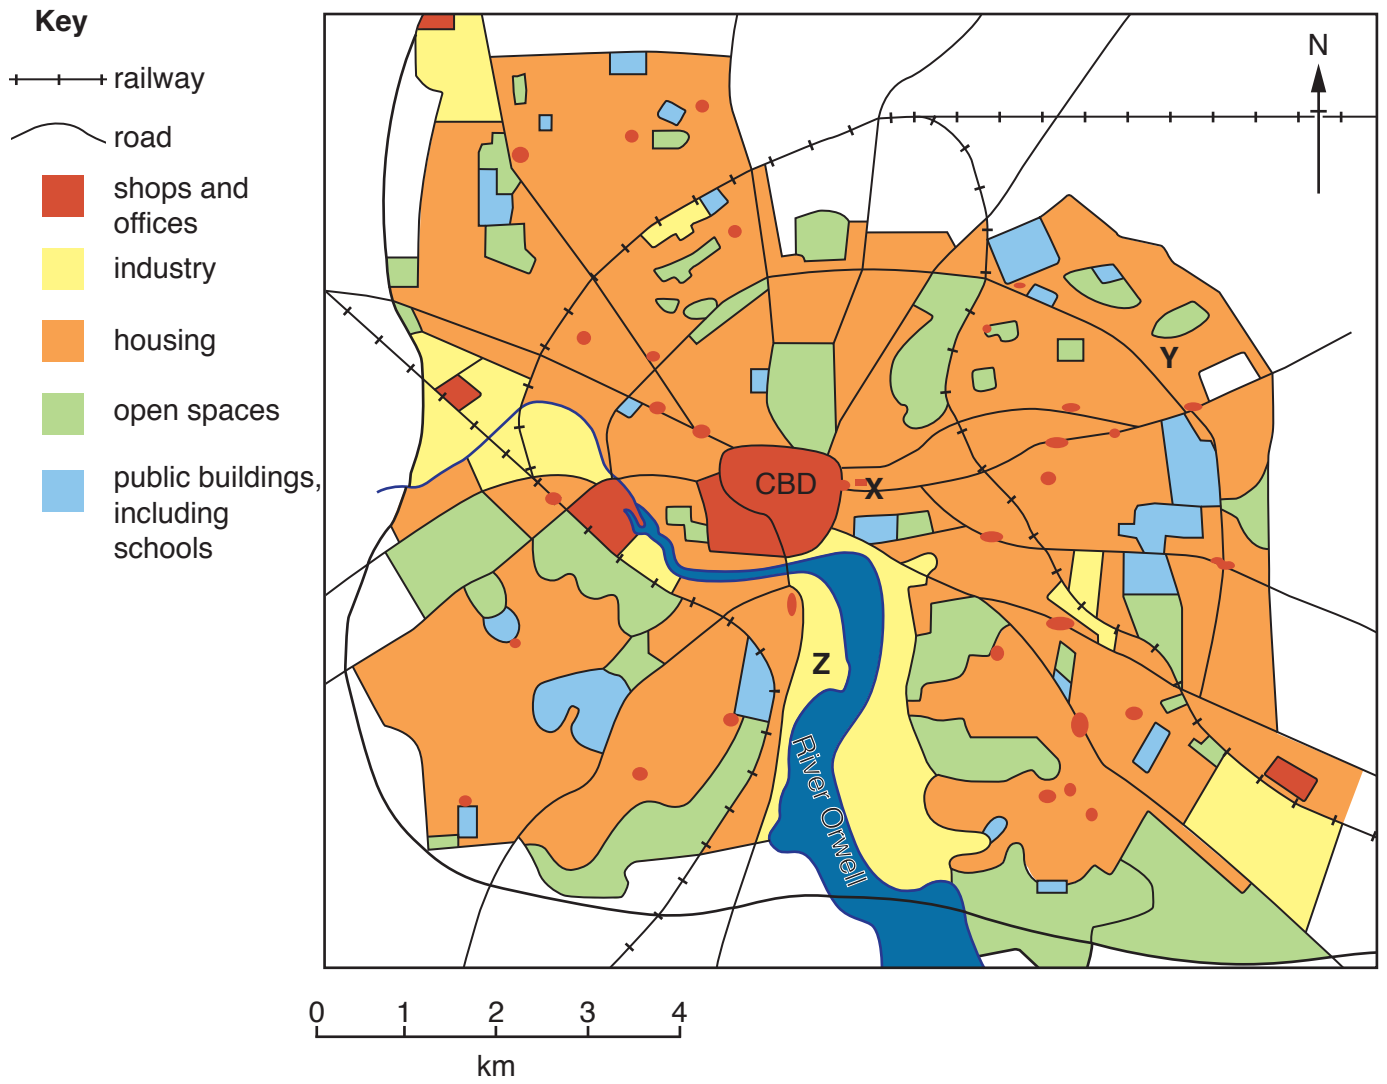 Key
railway
road
shops and
offices
industry
housing
open spaces
public buildings,
including
schools
N
Y
CBD
X
Z
River Orwell
0 1 2 3 4
km